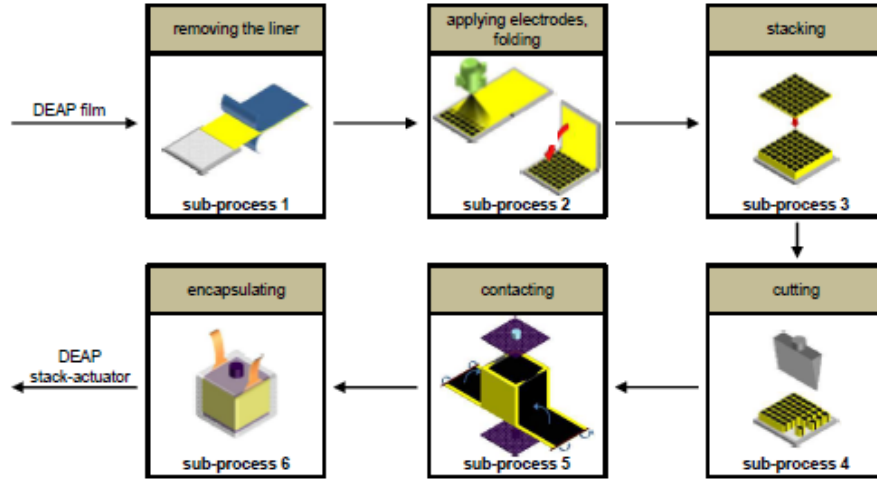 removing the liner
applying electrodes,
folding
stacking
DEAP film
sub-process 1
sub-process 2
sub-process 3
encapsulating
contacting
cutting
DEAP
stack-actuator
sub-process 6
sub-process 5
sub-process 4